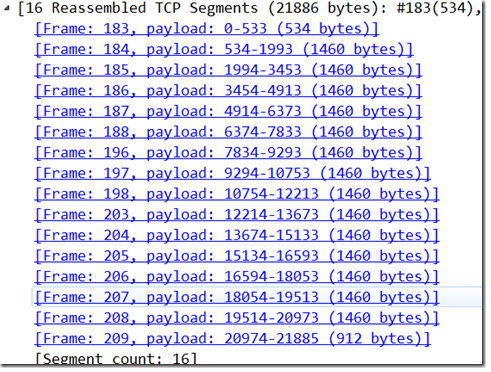 [16 Reassembled TCP Segments (21886 bytes): #183(534),
[Frame: 183, payload: 0-533 (534 bytes)]
[Frame: 184, payload: 534-1993 (1460 bytes)]
[Frame: 185, payload: 1994-3453 (1460 bytes)]
[Frame: 186, payload: 3454-4913 (1460 bytes)]
[Frame: 187, payload: 4914-6373 (1460 bytes)]
[Frame: 188, payload: 6374-7833 (1460 bytes)]
[Frame: 196, payload: 7834-9293 (1460 bytes)]
[Frame: 197, payload: 9294-10753 (1460 bytes)]
[Frame: 198, payload: 10754-12213 (1460 bytes)]
[Frame: 203, payload: 12214-13673 (1460 bytes)]
[Frame: 204, payload: 13674-15133 (1460 bytes)]
[Frame: 205, payload: 15134-16593 (1460 bytes)]
[Frame: 206, payload: 16594-18053 (1460 bytes)]
[Frame: 207, payload: 18054-19513 (1460 bytes)]
[Frame: 208, payload: 19514-20973 (1460 bytes)]
[Frame: 209, payload: 20974-21885 (912 bytes)]
[Segment count: 16]